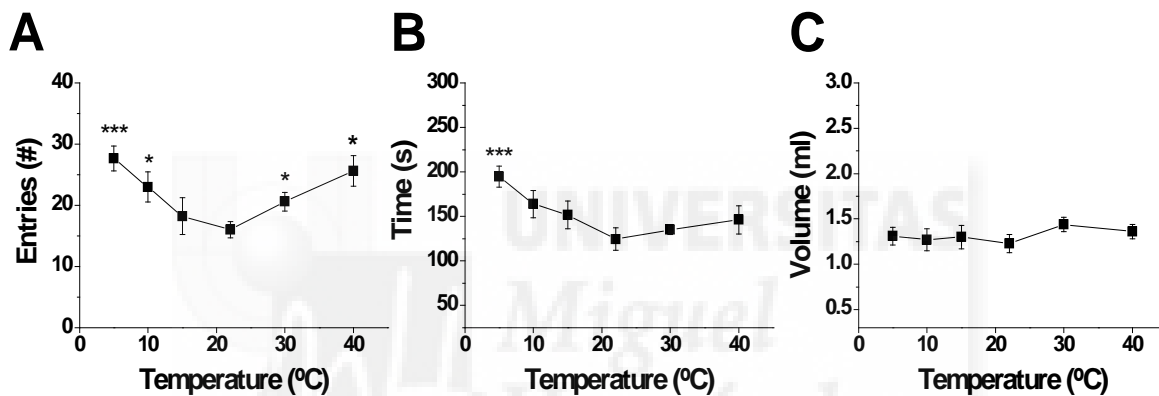 A
B
C
40
30
20
10
0
Entries (#)
***
*
*
*
0 10 20 30 40
Temperature (ºC)
300
250
200
150
100
50
0
Time (s)
***
0 10 20 30 40
Temperature (ºC)
3.0
2.5
2.0
1.5
1.0
0.5
Volume (ml)
0 10 20 30 40
Temperature (ºC)
UNIVERSITAS
Miguel